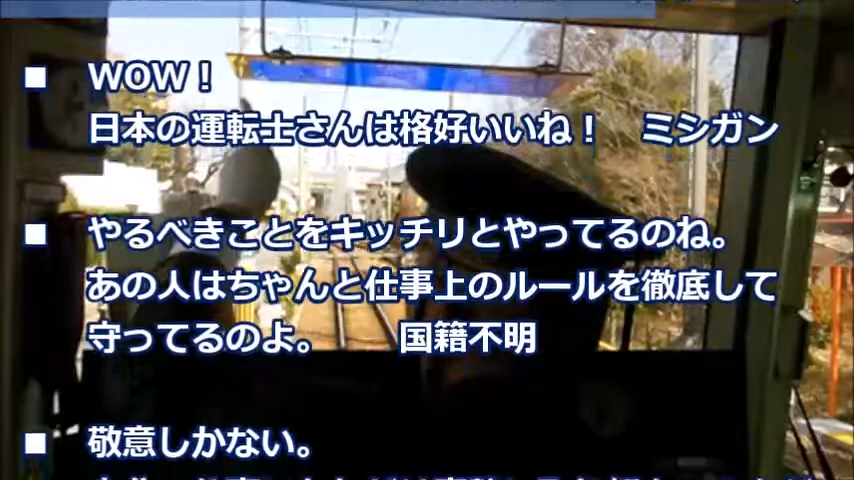 ■ WOW！
日本の運転士さんは格好いいね！ ミシガン
■ やるべきことをキッチリとやってるのね。
あの人はちゃんと仕事上のルールを徹底して
守ってるのよ。 国籍不明
■ 敬意しかない。